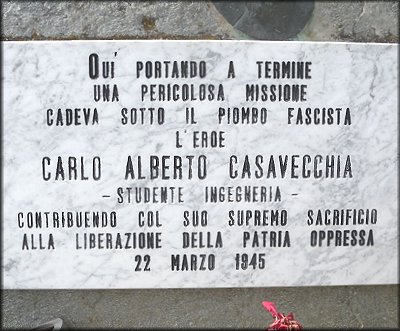 QUI' PORTANDO A TERMINE
UNA PERICOLOSA MISSIONE
CADEVA SOTTO IL PIOMBO FASCISTA
L'EROE
CARLO ALBERTO CASAVECCHIA
- STUDENTE INGEGNERIA -
CONTRIBUENDO COL SUO SUPREMO SACRIFICIO
ALLA LIBERAZIONE DELLA PATRIA OPPRESSA
22 MARZO 1945